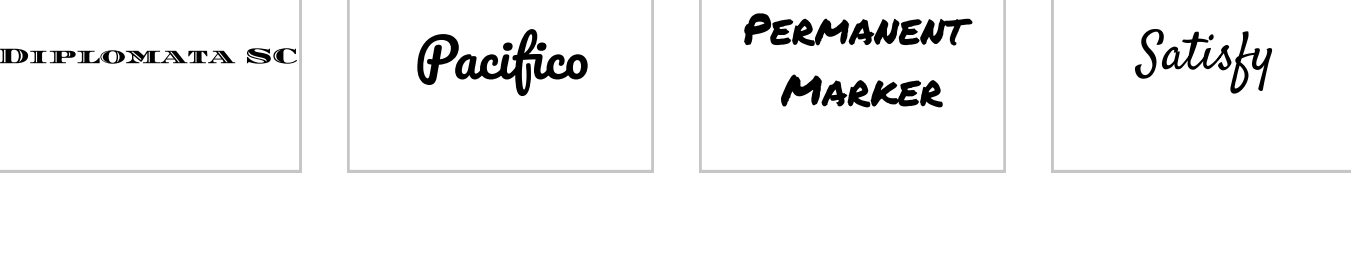 Diplomata SC
Pacifico
Permanent
Marker
Satisfy